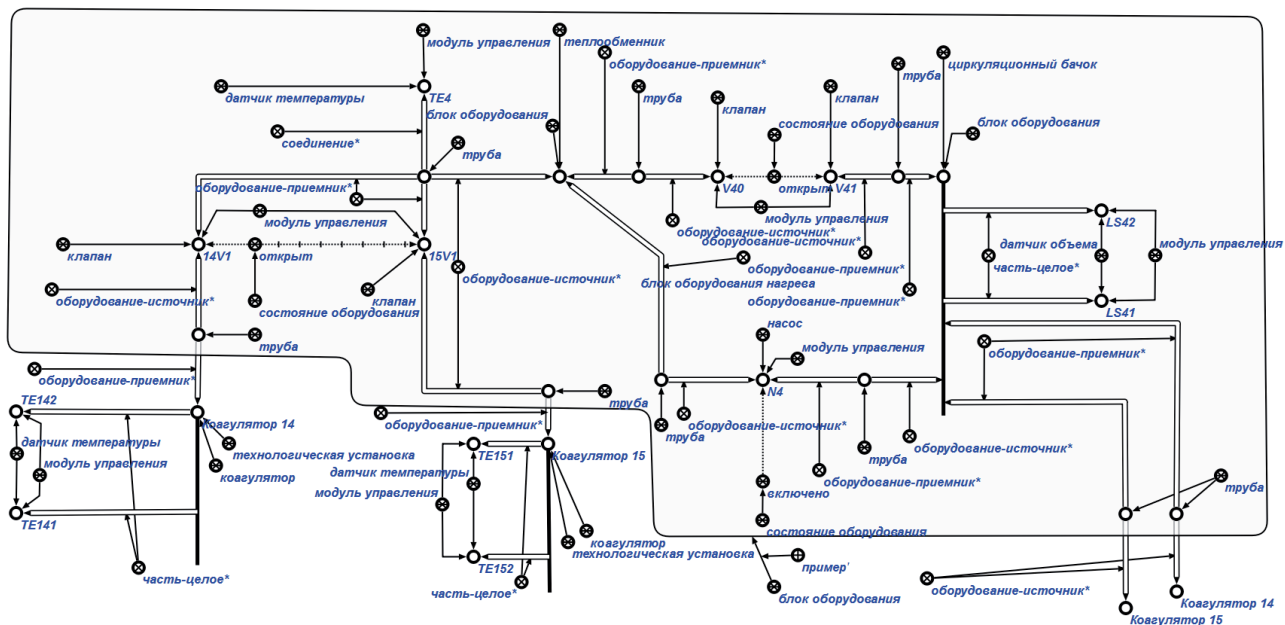 модуль управления
теплообменник
оборудование-приемник*
циркуляционный бачок
труба
датчик температуры
TE4
труба
клапан
клапан
блок оборудования
состояние оборудования
блок оборудования
соединение*
труба
оборудование-приемник*
V40
открыт
V41
модуль управления
модуль управления
оборудование-источник*
оборудование-источник*
LS42
клапан
14V1
открыт
15V1
датчик объема
модуль управления
часть-целое*
оборудование-приемник*
оборудование-источник*
блок оборудования нагрева
оборудование-источник*
клапан
оборудование-приемник*
состояние оборудования
LS41
насос
труба
модуль управления
оборудование-приемник*
оборудование-приемник*
N4
TE142
труба
оборудование-приемник*
Коагулятор 14
труба
оборудование-источник*
датчик температуры
технологическая установка
TE151
Коагулятор 15
труба
оборудование-источник*
модуль управления
коагулятор
датчик температуры
оборудование-приемник*
труба
модуль управления
включено
TE141
состояние оборудования
коагулятор
технологическая установка
TE152
пример'
часть-целое*
часть-целое*
блок оборудования
оборудование-источник*
Коагулятор 14
Коагулятор 15